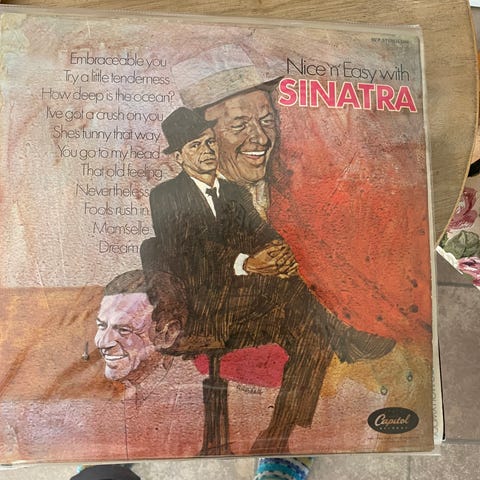 Nice 'n' Easy with
SINATRA
Embraceable you
Try a little tenderness
How deep is the ocean?
I've got a crush on you
She's funny that way
You go to my head
That old feeling
Nevertheless
Fools rush in
Mam'selle
Dream
Capitol
RECORDS